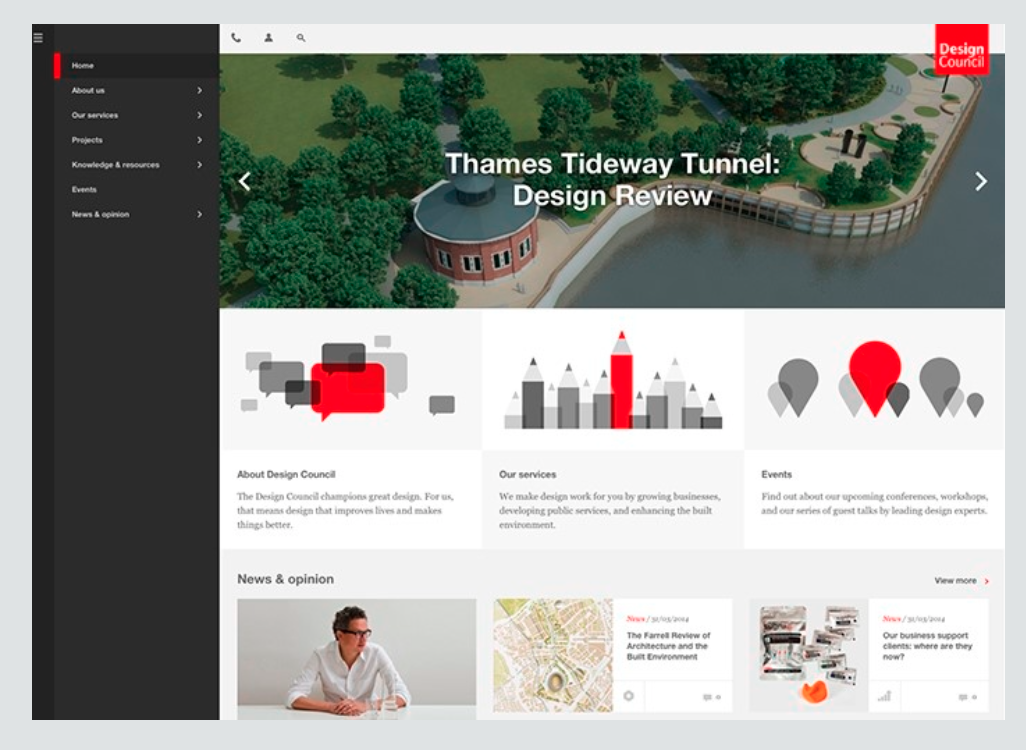 Design
Council
Home
About us
Our services
Projects
Knowledge & resources
Events
News & opinion
Thames Tideway Tunnel:
Design Review
About Design Council
The Design Council champions great design. For us,
that means design that improves lives and makes
things better.
Our services
We make design work for you by growing businesses,
developing public services, and enhancing the built
environment.
Events
Find out about our upcoming conferences, workshops,
and our series of guest talks by leading design experts.
News & opinion
View more
News / 31/03/2014
The Farrell Review of
Architecture and the
Built Environment
News / 31/03/2014
Our business support
clients: where are they
now?